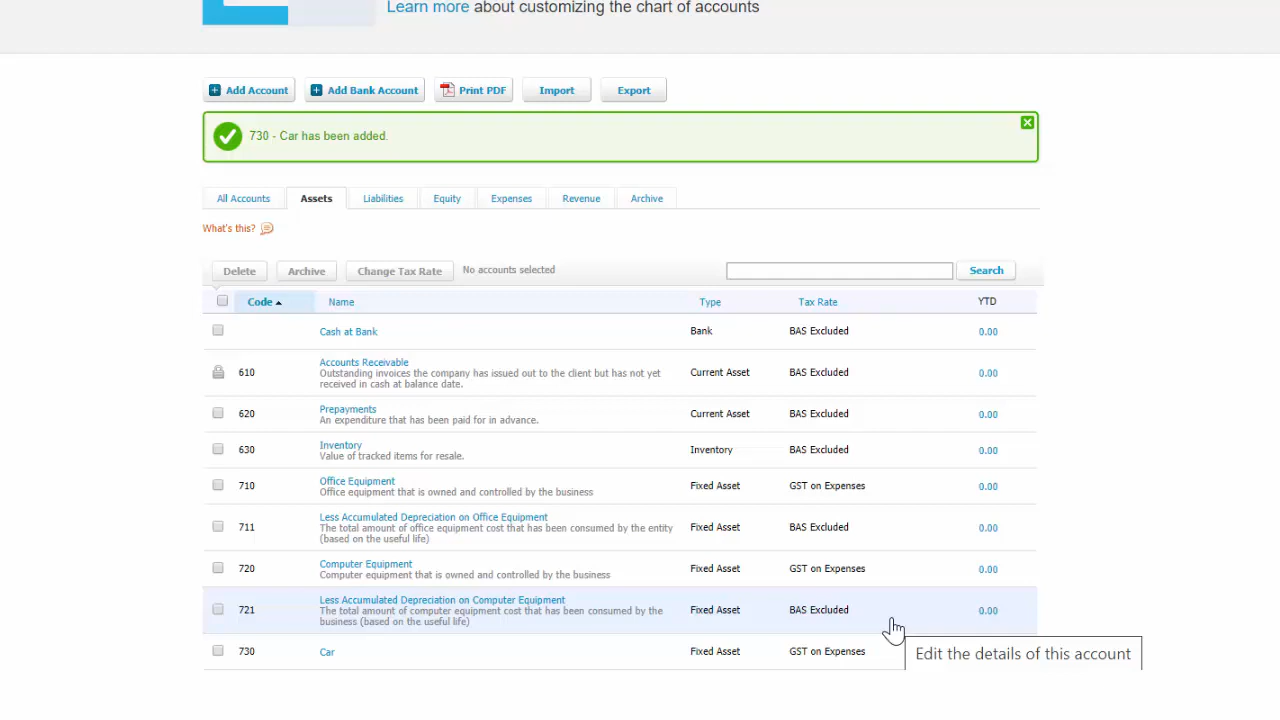 Learn more about customizing the chart of accounts
Add Account Add Bank Account Print PDF Import Export
730 - Car has been added.
All Accounts Assets Liabilities Equity Expenses Revenue Archive
What's this?
Delete Archive Change Tax Rate No accounts selected Search
Code Name Type Tax Rate YTD
Cash at Bank Bank BAS Excluded 0.00
610 Accounts Receivable Current Asset BAS Excluded 0.00
Outstanding invoices the company has issued out to the client but has not yet
received in cash at balance date.
620 Prepayments Current Asset BAS Excluded 0.00
An expenditure that has been paid for in advance.
630 Inventory Inventory BAS Excluded 0.00
Value of tracked items for resale.
710 Office Equipment Fixed Asset GST on Expenses 0.00
Office equipment that is owned and controlled by the business
711 Less Accumulated Depreciation on Office Equipment Fixed Asset BAS Excluded 0.00
The total amount of office equipment cost that has been consumed by the entity
(based on the useful life)
720 Computer Equipment Fixed Asset GST on Expenses 0.00
Computer equipment that is owned and controlled by the business
721 Less Accumulated Depreciation on Computer Equipment Fixed Asset BAS Excluded 0.00
The total amount of computer equipment cost that has been consumed by the
business (based on the useful life)
730 Car Fixed Asset GST on Expenses
Edit the details of this account